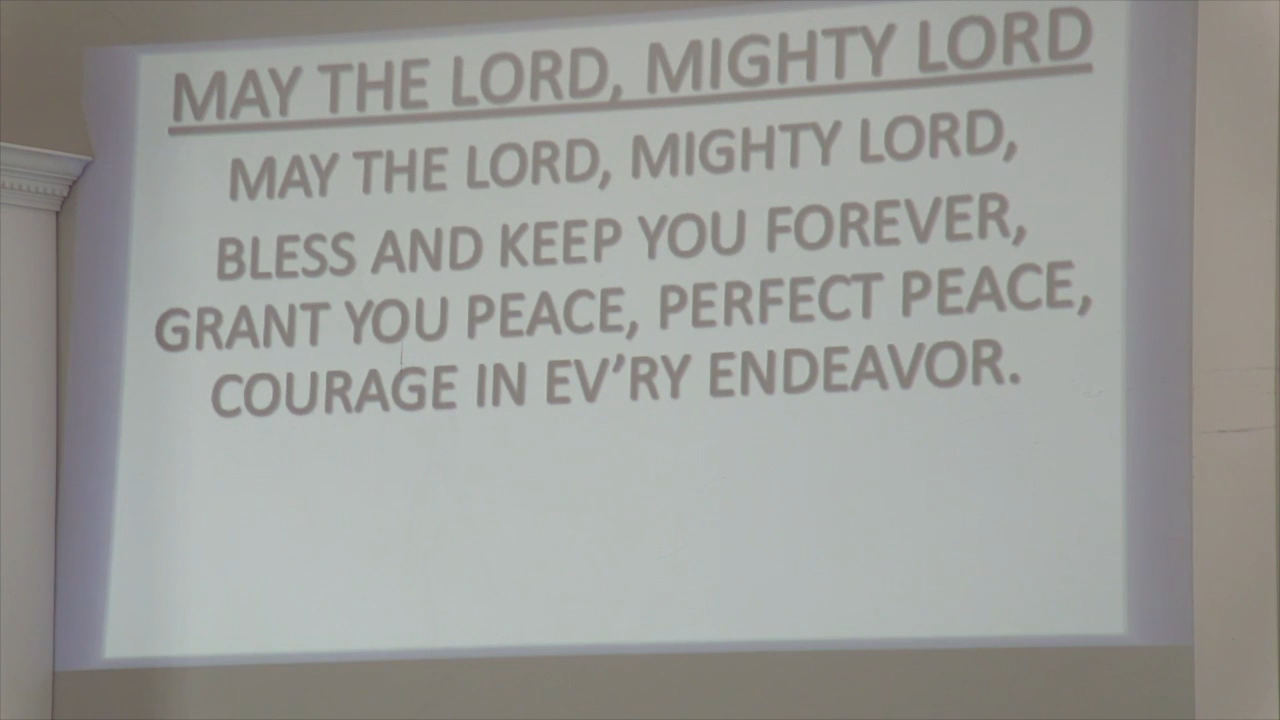 MAY THE LORD, MIGHTY LORD
MAY THE LORD, MIGHTY LORD,
BLESS AND KEEP YOU FOREVER,
GRANT YOU PEACE, PERFECT PEACE,
COURAGE IN EV’RY ENDEAVOR.